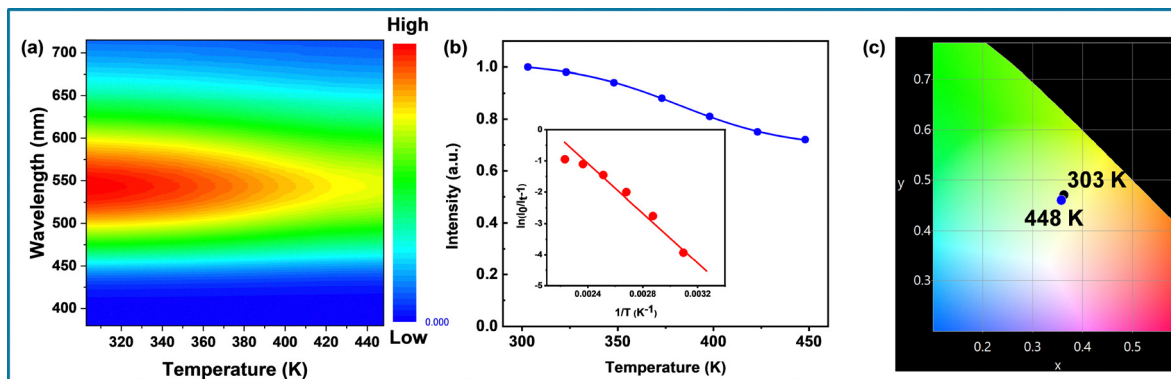 (a)
High
700
650
600
550
500
450
400
Wavelength (nm)
320 340 360 380 400 420 440
Temperature (K)
0.000
Low
(b)
1.0
0.8
0.6
0.4
0.2
0.0
Intensity (a.u.)
300 350 400 450
Temperature (K)
0
-1
-2
-3
-4
-5
ln(I0/It-1)
0.0024 0.0028 0.0032
1/T (K-1)
(c)
0.7
0.6
0.5
0.4
0.3
y
303 K
448 K
0.2 0.3 0.4 0.5
x